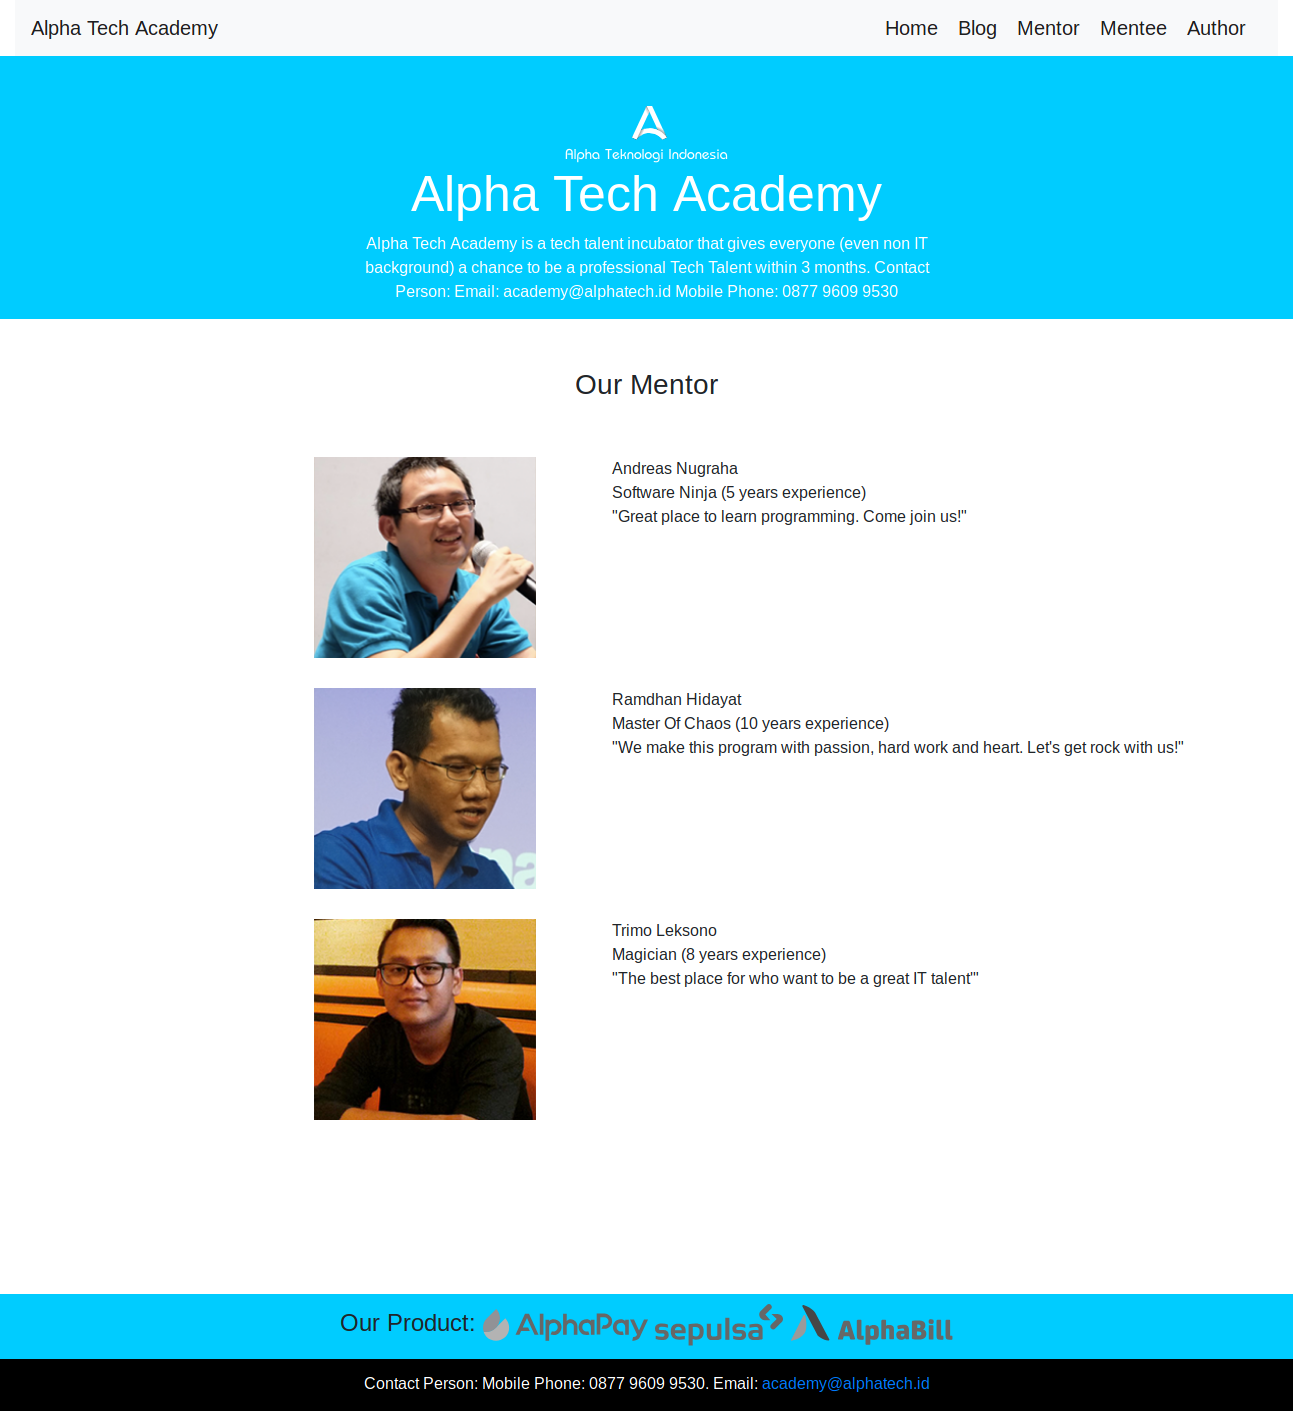 Alpha Tech Academy Home Blog Mentor Mentee Author
Alpha Teknologi Indonesia
Alpha Tech Academy
Alpha Tech Academy is a tech talent incubator that gives everyone (even non IT
background) a chance to be a professional Tech Talent within 3 months. Contact
Person: Email: academy@alphatech.id Mobile Phone: 0877 9609 9530
Our Mentor
Andreas Nugraha
Software Ninja (5 years experience)
"Great place to learn programming. Come join us!"
Ramdhan Hidayat
Master Of Chaos (10 years experience)
"We make this program with passion, hard work and heart. Let's get rock with us!"
na
Trimo Leksono
Magician (8 years experience)
"The best place for who want to be a great IT talent'"
Our Product: AlphaPay sepulsa AlphaBill
Contact Person: Mobile Phone: 0877 9609 9530. Email: academy@alphatech.id